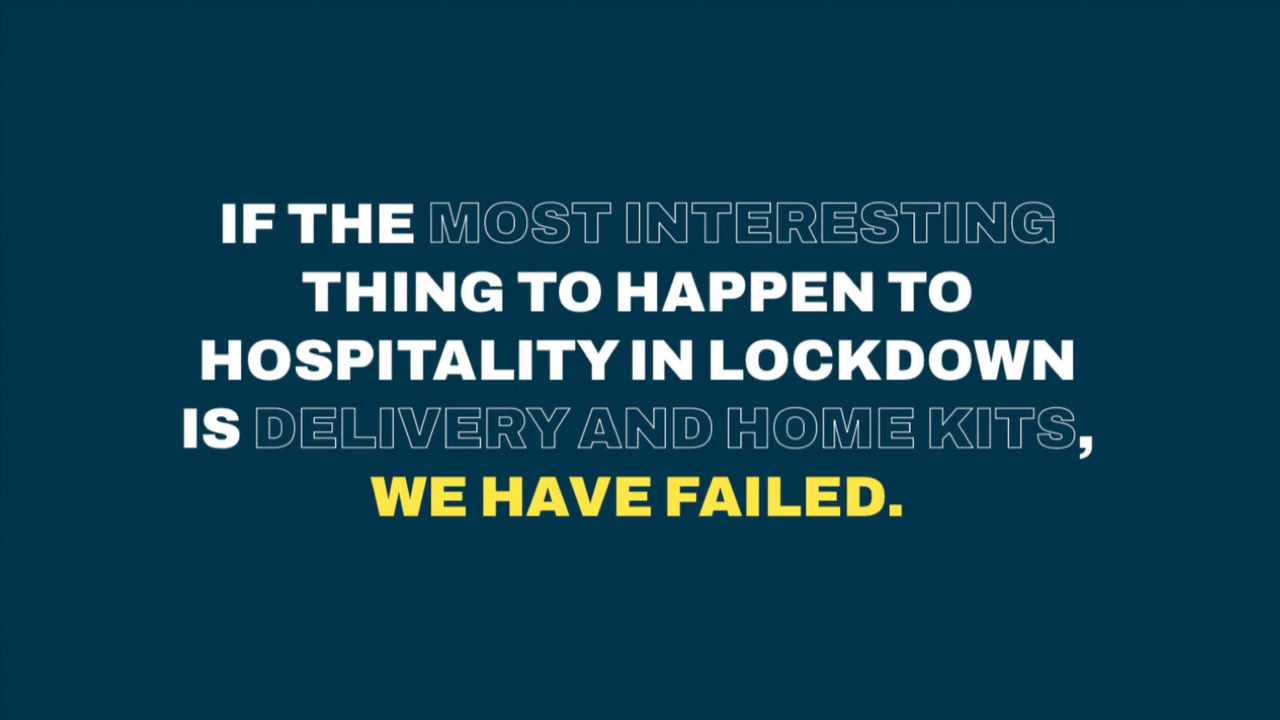 IF THE MOST INTERESTING
THING TO HAPPEN TO
HOSPITALITY IN LOCKDOWN
IS DELIVERY AND HOME KITS,
WE HAVE FAILED.